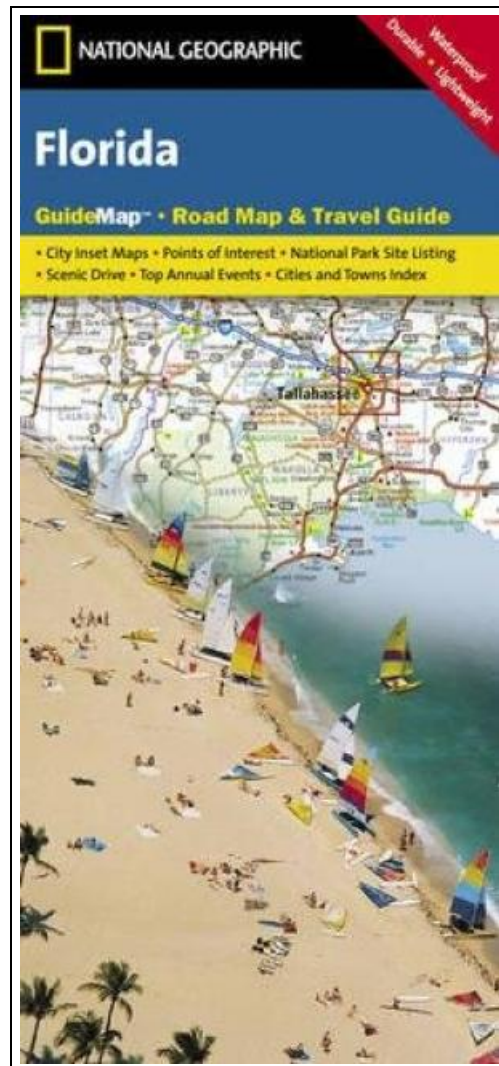 NATIONAL GEOGRAPHIC
Waterproof
Durable • Lightweight
Florida
GuideMap™ • Road Map & Travel Guide
• City Inset Maps • Points of Interest • National Park Site Listing
• Scenic Drive • Top Annual Events • Cities and Towns Index
Tallahassee